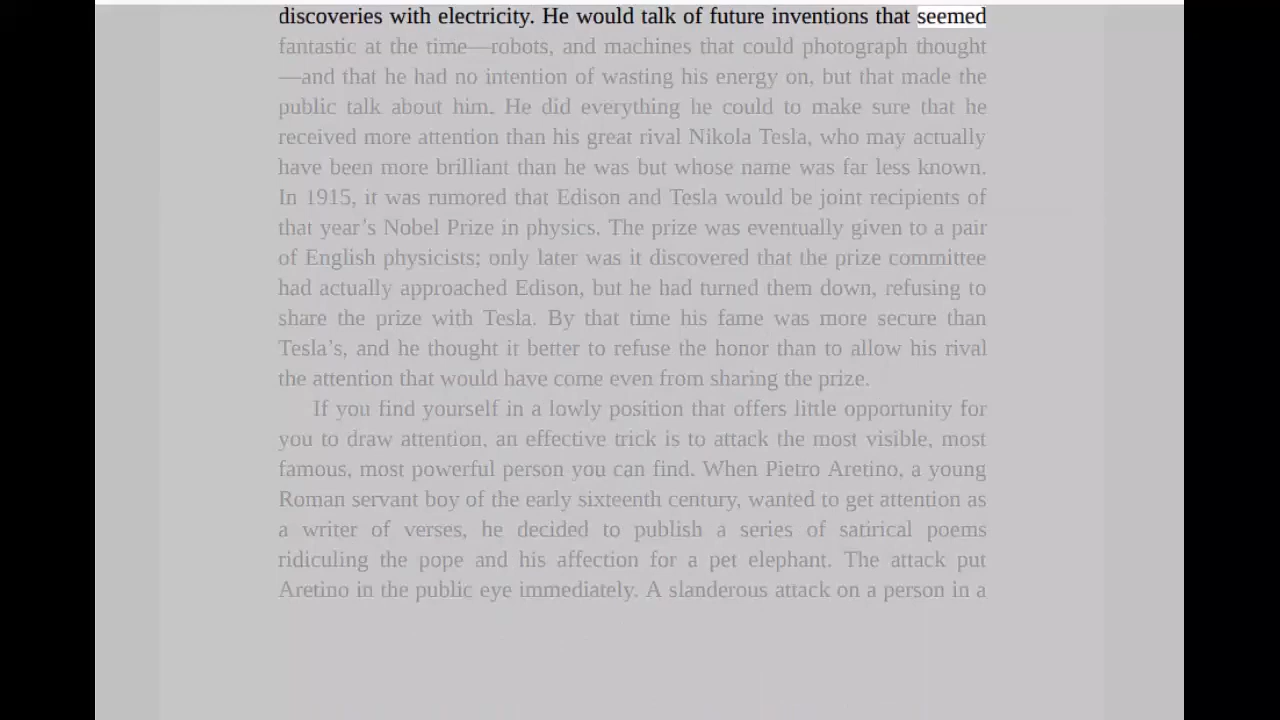 discoveries with electricity. He would talk of future inventions that seemed
fantastic at the time—robots, and machines that could photograph thought
—and that he had no intention of wasting his energy on, but that made the
public talk about him. He did everything he could to make sure that he
received more attention than his great rival Nikola Tesla, who may actually
have been more brilliant than he was but whose name was far less known.
In 1915, it was rumored that Edison and Tesla would be joint recipients of
that year’s Nobel Prize in physics. The prize was eventually given to a pair
of English physicists; only later was it discovered that the prize committee
had actually approached Edison, but he had turned them down, refusing to
share the prize with Tesla. By that time his fame was more secure than
Tesla’s, and he thought it better to refuse the honor than to allow his rival
the attention that would have come even from sharing the prize.
If you find yourself in a lowly position that offers little opportunity for
you to draw attention, an effective trick is to attack the most visible, most
famous, most powerful person you can find. When Pietro Aretino, a young
Roman servant boy of the early sixteenth century, wanted to get attention as
a writer of verses, he decided to publish a series of satirical poems
ridiculing the pope and his affection for a pet elephant. The attack put
Aretino in the public eye immediately. A slanderous attack on a person in a